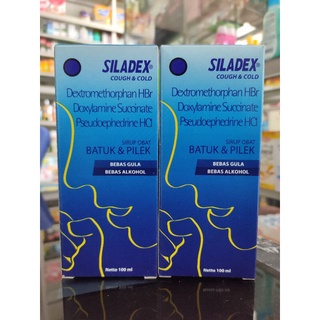 SILADEX®
COUGH & COLD
Dextromethorphan HBr
Doxylamine Succinate
Pseudoephedrine HCl
SIRUP OBAT
BATUK & PILEK
BEBAS GULA
BEBAS ALKOHOL
Netto 100 ml
SILADEX®
COUGH & COLD
Dextromethorphan HBr
Doxylamine Succinate
Pseudoephedrine HCl
SIRUP OBAT
BATUK & PILEK
BEBAS GULA
BEBAS ALKOHOL
Netto 100 ml